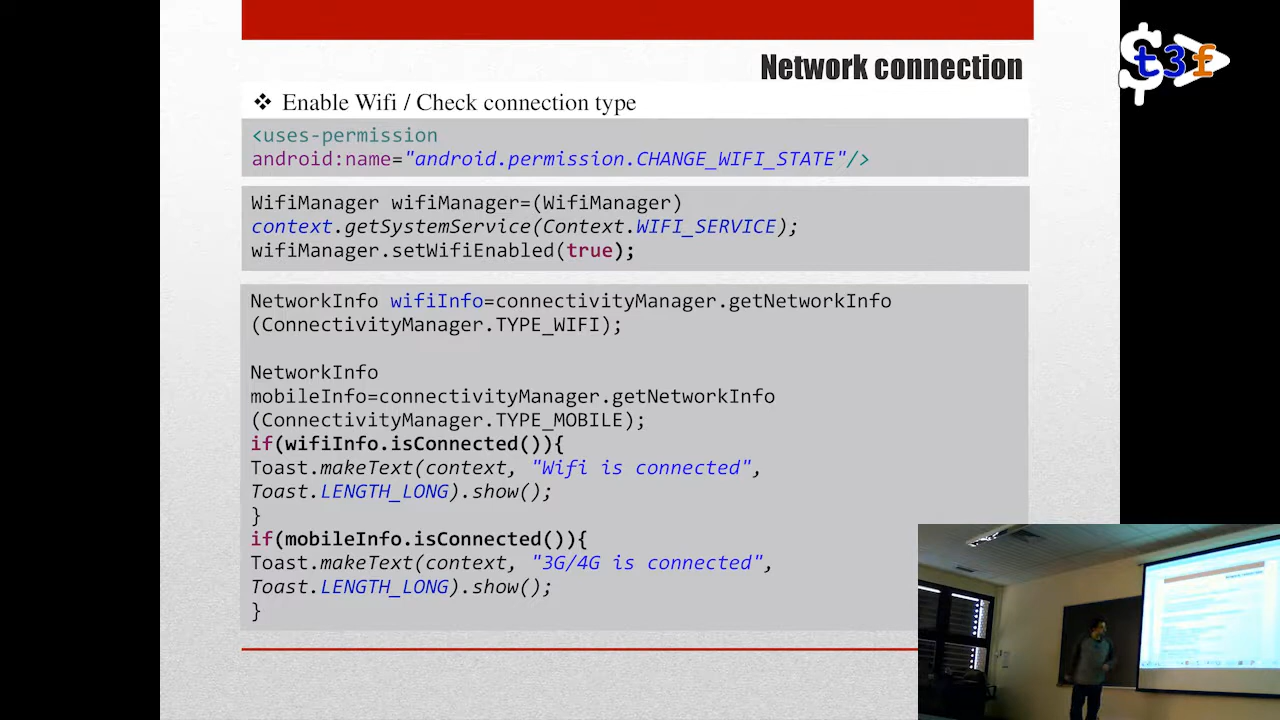 Network connection
t3f
❖ Enable Wifi / Check connection type
<uses-permission
android:name="android.permission.CHANGE_WIFI_STATE"/>
WifiManager wifiManager=(WifiManager)
context.getSystemService(Context.WIFI_SERVICE);
wifiManager.setWifiEnabled(true);
NetworkInfo wifiInfo=connectivityManager.getNetworkInfo
(ConnectivityManager.TYPE_WIFI);
NetworkInfo
mobileInfo=connectivityManager.getNetworkInfo
(ConnectivityManager.TYPE_MOBILE);
if(wifiInfo.isConnected()){
Toast.makeText(context, "Wifi is connected",
Toast.LENGTH_LONG).show();
}
if(mobileInfo.isConnected()){
Toast.makeText(context, "3G/4G is connected",
Toast.LENGTH_LONG).show();
}